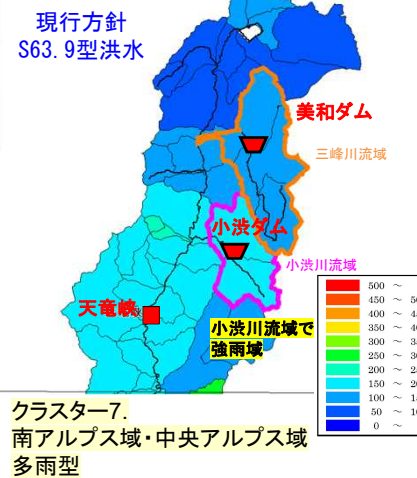 現行方針
S63.9型洪水
美和ダム
三峰川流域
小渋ダム
小渋川流域
天竜峡
小渋川流域で
強雨域
500 ～
450 ～
400 ～
350 ～
300 ～
250 ～
200 ～
150 ～
100 ～
50 ～
0 ～
クラスター7.
南アルプス域・中央アルプス域
多雨型